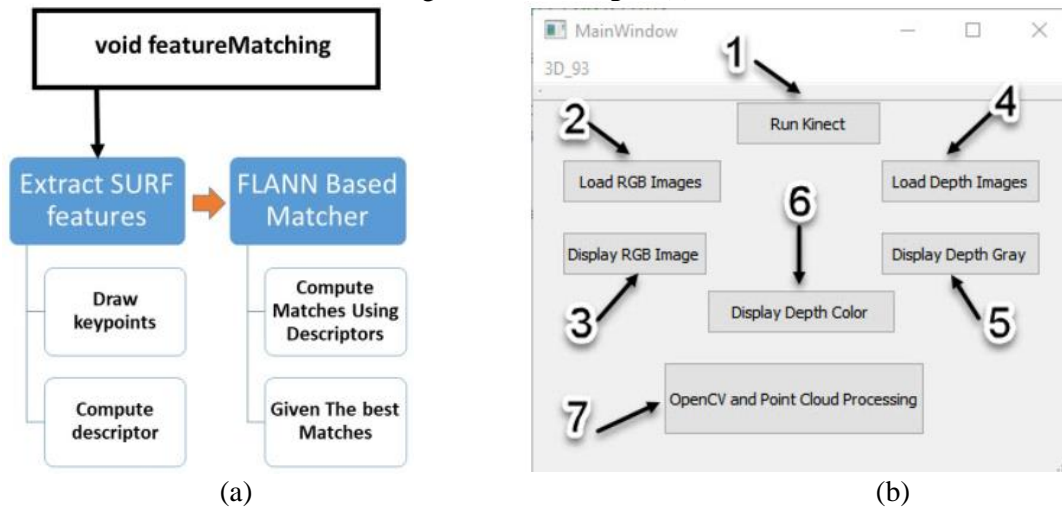 void featureMatching
Extract SURF
features
FLANN Based
Matcher
Draw
keypoints
Compute
descriptor
Compute
Matches Using
Descriptors
Given The best
Matches
(a)
MainWindow
3D_93
1
Run Kinect
2
4
Load RGB Images
Load Depth Images
6
Display RGB Image
Display Depth Gray
3
Display Depth Color
5
7
OpenCV and Point Cloud Processing
(b)